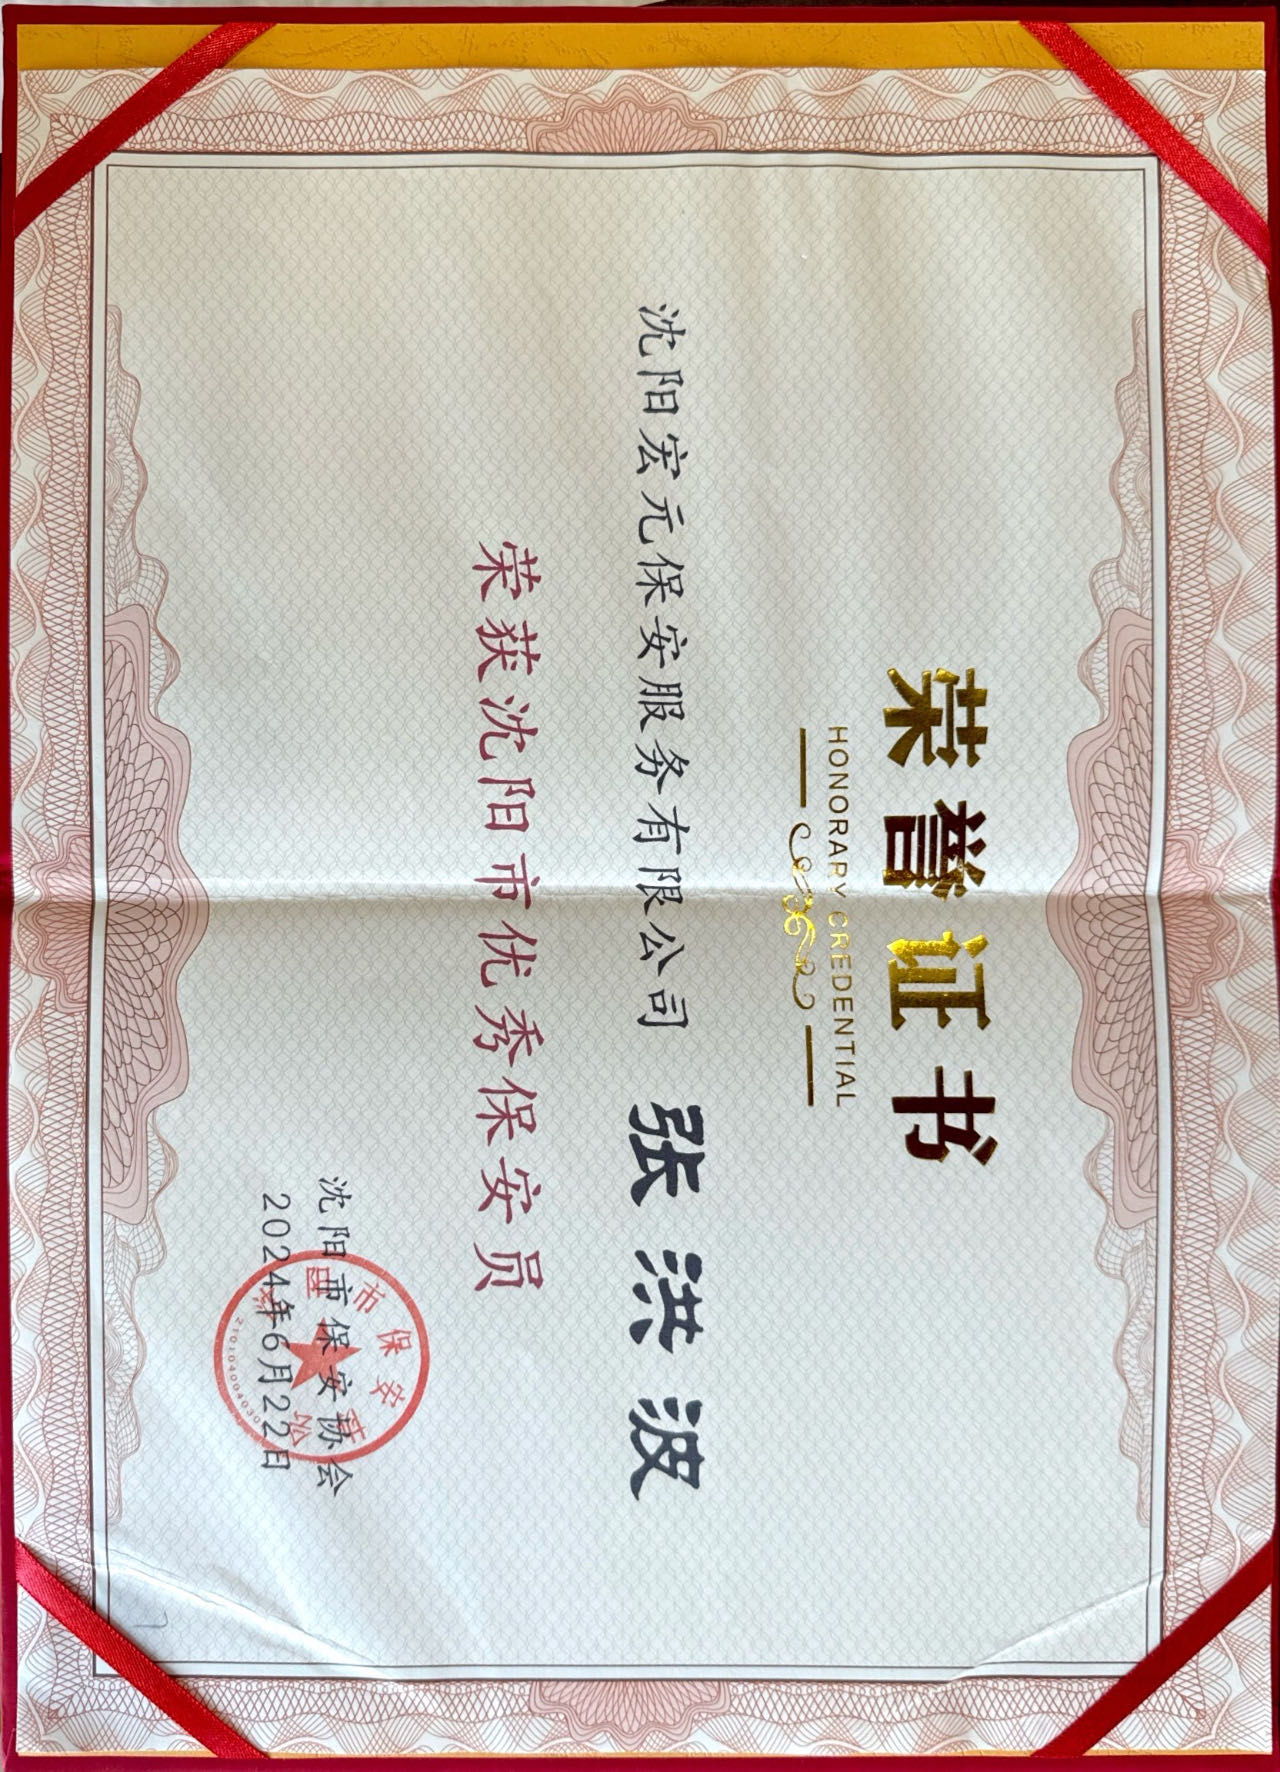 荣誉证书
HONORARY CREDENTIAL
沈阳宏元保安服务有限公司 张洪波
荣获沈阳市优秀保安员
沈阳市保安协会
2024年6月22日